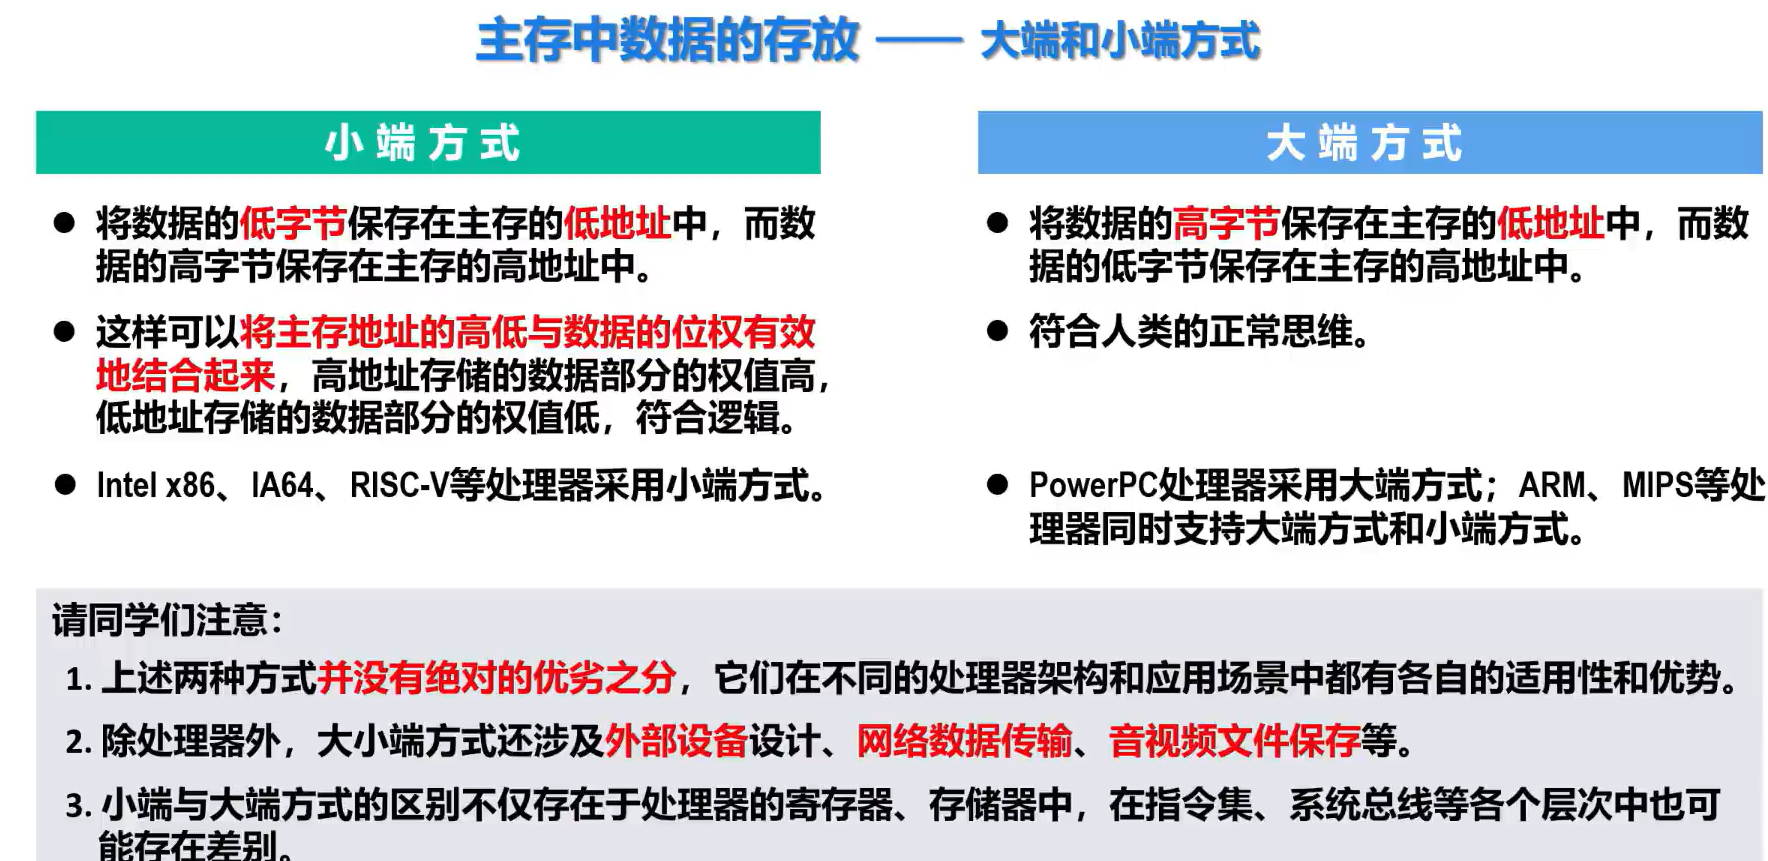 主存中数据的存放 —— 大端和小端方式
小端方式
● 将数据的低字节保存在主存的低地址中，而数
据的高字节保存在主存的高地址中。
● 这样可以将主存地址的高低与数据的位权有效
地结合起来，高地址存储的数据部分的权值高，
低地址存储的数据部分的权值低，符合逻辑。
● Intel x86、IA64、RISC-V等处理器采用小端方式。
大端方式
● 将数据的高字节保存在主存的低地址中，而数
据的低字节保存在主存的高地址中。
● 符合人类的正常思维。
● PowerPC处理器采用大端方式；ARM、MIPS等处
理器同时支持大端方式和小端方式。
请同学们注意：
1. 上述两种方式并没有绝对的优劣之分，它们在不同的处理器架构和应用场景中都有各自的适用性和优势。
2. 除处理器外，大小端方式还涉及外部设备设计、网络数据传输、音视频文件保存等。
3. 小端与大端方式的区别不仅存在于处理器的寄存器、存储器中，在指令集、系统总线等各个层次中也可
能存在差别。